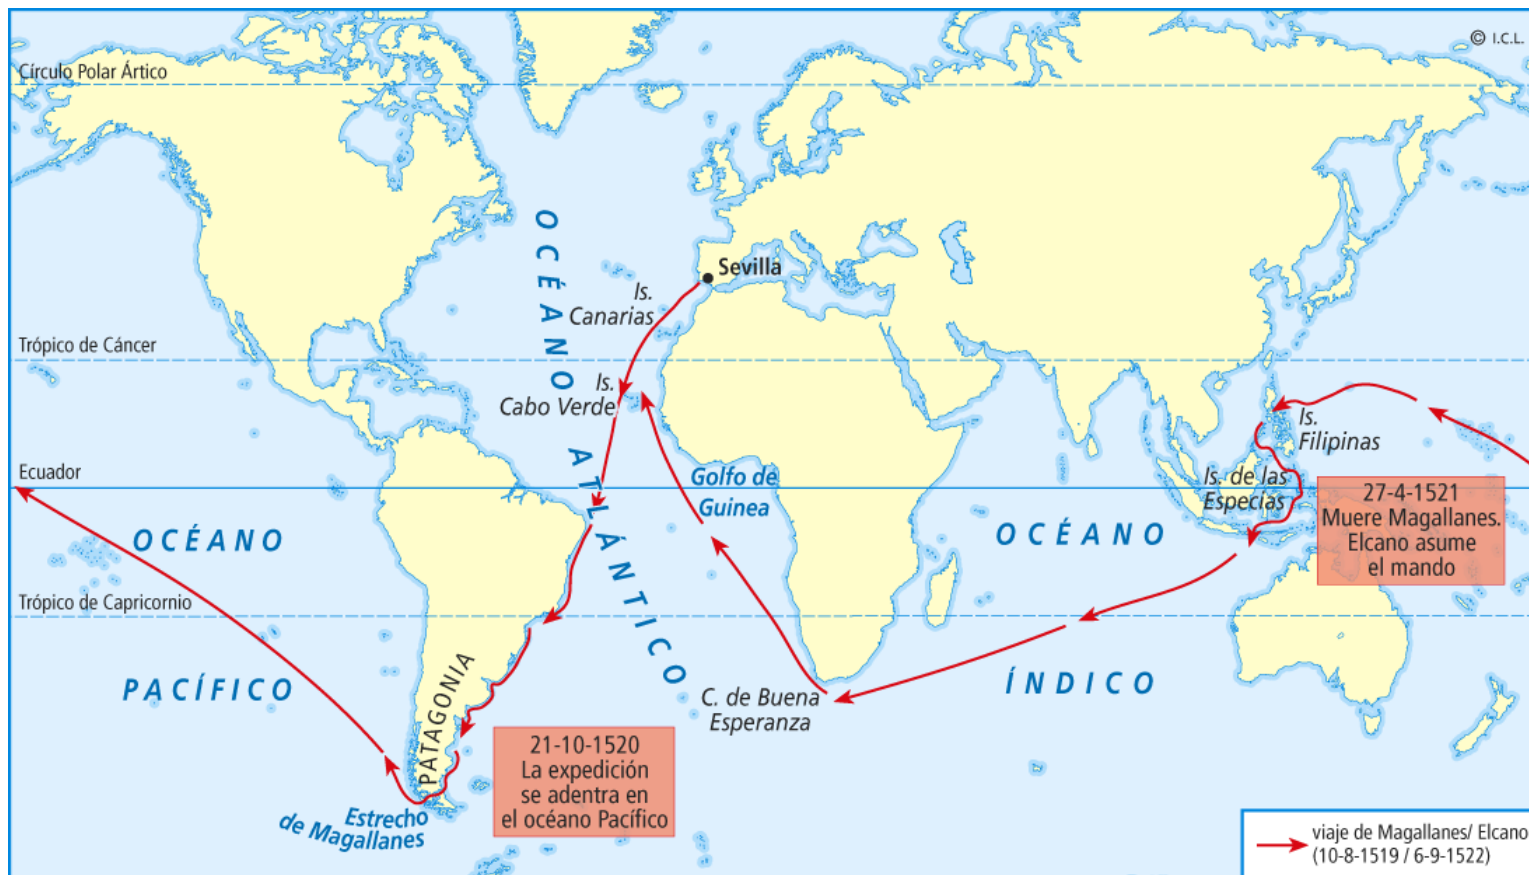 © I.C.L.
Círculo Polar Ártico
OCÉANO
ATLÁNTICO
Sevilla
Is.
Canarias
Trópico de Cáncer
Is.
Cabo Verde
Is.
Filipinas
Ecuador
Golfo de
Guinea
Is. de las
Especias
27-4-1521
Muere Magallanes.
Elcano asume
el mando
OCÉANO
PACÍFICO
OCÉANO
ÍNDICO
Trópico de Capricornio
PATAGONIA
C. de Buena
Esperanza
21-10-1520
La expedición
se adentra en
el océano Pacífico
Estrecho
de Magallanes
viaje de Magallanes/ Elcano
(10-8-1519 / 6-9-1522)